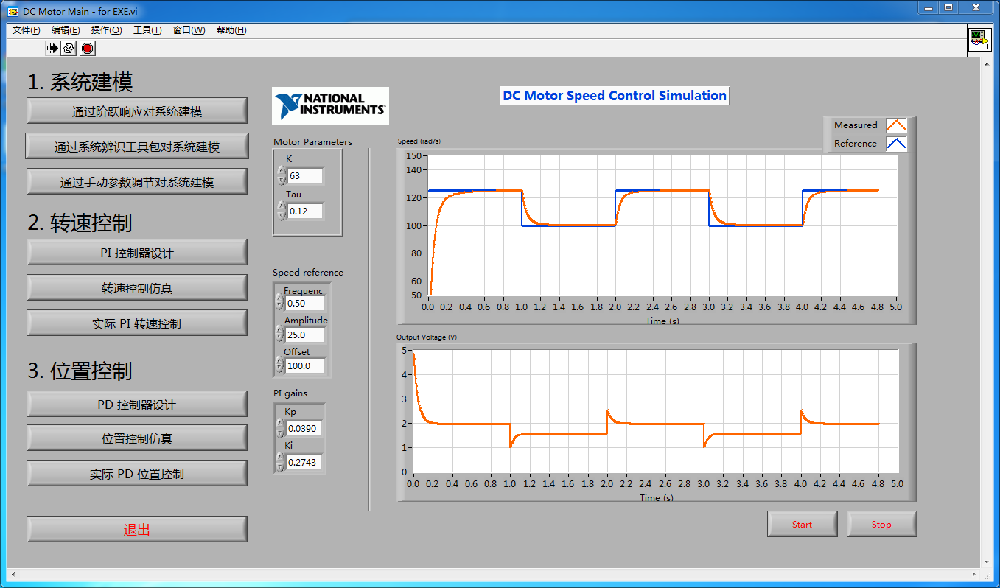 DC Motor Main - for EXE.vi
文件(F) 编辑(E) 操作(O) 工具(T) 窗口(W) 帮助(H)
1
1. 系统建模
通过阶跃响应对系统建模
通过系统辨识工具包对系统建模
通过手动参数调节对系统建模
2. 转速控制
PI 控制器设计
转速控制仿真
实际 PI 转速控制
3. 位置控制
PD 控制器设计
位置控制仿真
实际 PD 位置控制
退出
NATIONAL
INSTRUMENTS
Motor Parameters
K
63
Tau
0.12
Speed reference
Frequenc
0.50
Amplitude
25.0
Offset
100.0
PI gains
Kp
0.0390
Ki
0.2743
DC Motor Speed Control Simulation
Measured
Reference
Speed (rad/s)
150
140
120
100
80
60
50
0.0 0.2 0.4 0.6 0.8 1.0 1.2 1.4 1.6 1.8 2.0 2.2 2.4 2.6 2.8 3.0 3.2 3.4 3.6 3.8 4.0 4.2 4.4 4.6 4.8 5.0
Time (s)
Output Voltage (V)
5
4
3
2
1
0
0.0 0.2 0.4 0.6 0.8 1.0 1.2 1.4 1.6 1.8 2.0 2.2 2.4 2.6 2.8 3.0 3.2 3.4 3.6 3.8 4.0 4.2 4.4 4.6 4.8 5.0
Time (s)
Start
Stop